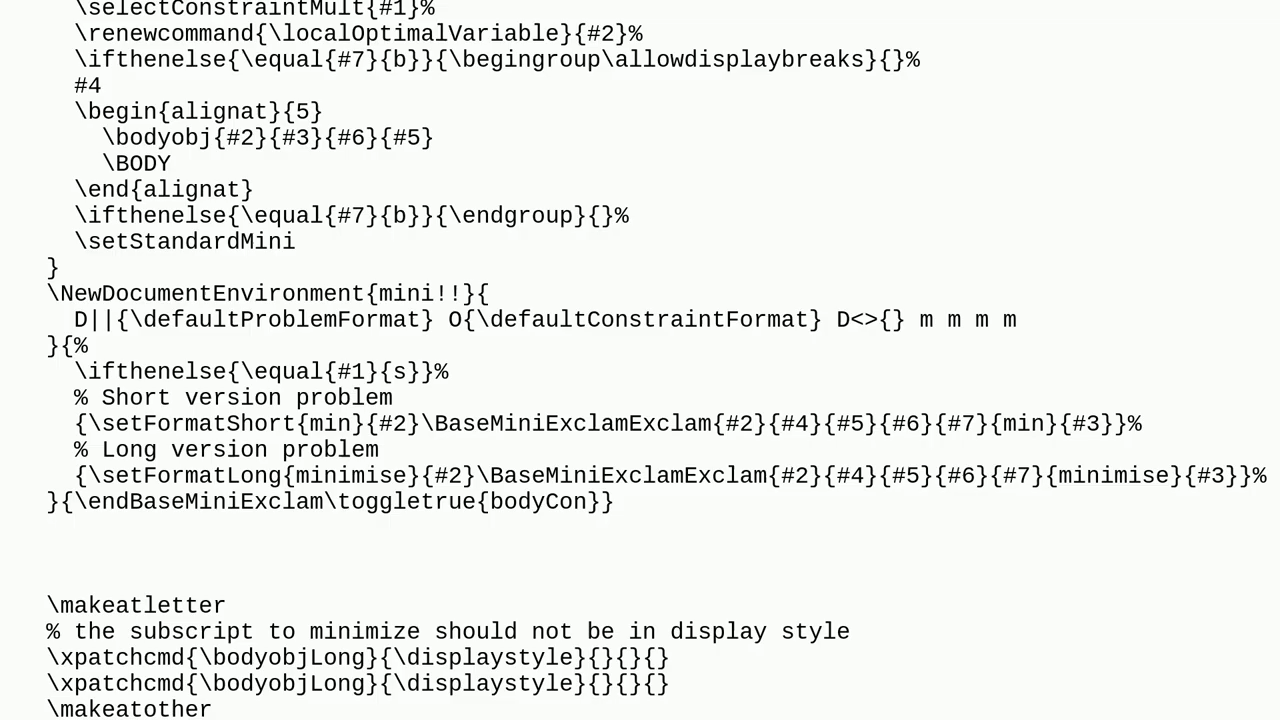 \selectConstraintMult{#1}%
\renewcommand{\localOptimalVariable}{#2}%
\ifthenelse{\equal{#7}{b}}{\begingroup\allowdisplaybreaks}{}%
#4
\begin{alignat}{5}
\bodyobj{#2}{#3}{#6}{#5}
\BODY
\end{alignat}
\ifthenelse{\equal{#7}{b}}{\endgroup}{}%
\setStandardMini
}
\NewDocumentEnvironment{mini!!}{
D||{\defaultProblemFormat} O{\defaultConstraintFormat} D<>{} m m m m
}{%
\ifthenelse{\equal{#1}{s}}%
% Short version problem
{\setFormatShort{min}{#2}\BaseMiniExclamExclam{#2}{#4}{#5}{#6}{#7}{min}{#3}}%
% Long version problem
{\setFormatLong{minimise}{#2}\BaseMiniExclamExclam{#2}{#4}{#5}{#6}{#7}{minimise}{#3}}%
}{\endBaseMiniExclam\toggletrue{bodyCon}}
\makeatletter
% the subscript to minimize should not be in display style
\xpatchcmd{\bodyobjLong}{\displaystyle}{}{}{}
\xpatchcmd{\bodyobjLong}{\displaystyle}{}{}{}
\makeatother